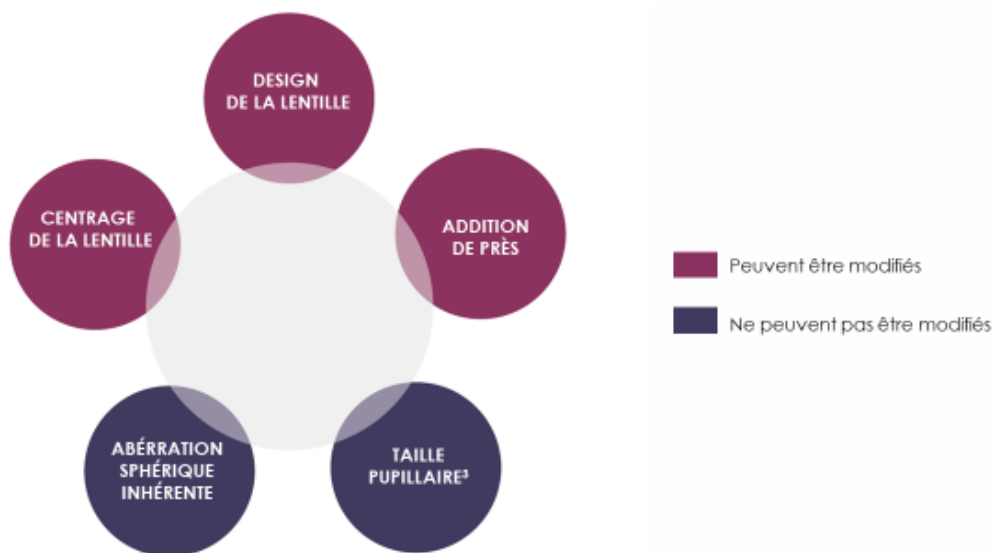 DESIGN
DE LA LENTILLE
CENTRAGE
DE LA LENTILLE
ADDITION
DE PRÈS
Peuvent être modifiés
Ne peuvent pas être modifiés
ABÉRRATION
SPHÉRIQUE
INHÉRENTE
TAILLE
PUPILLAIRE³